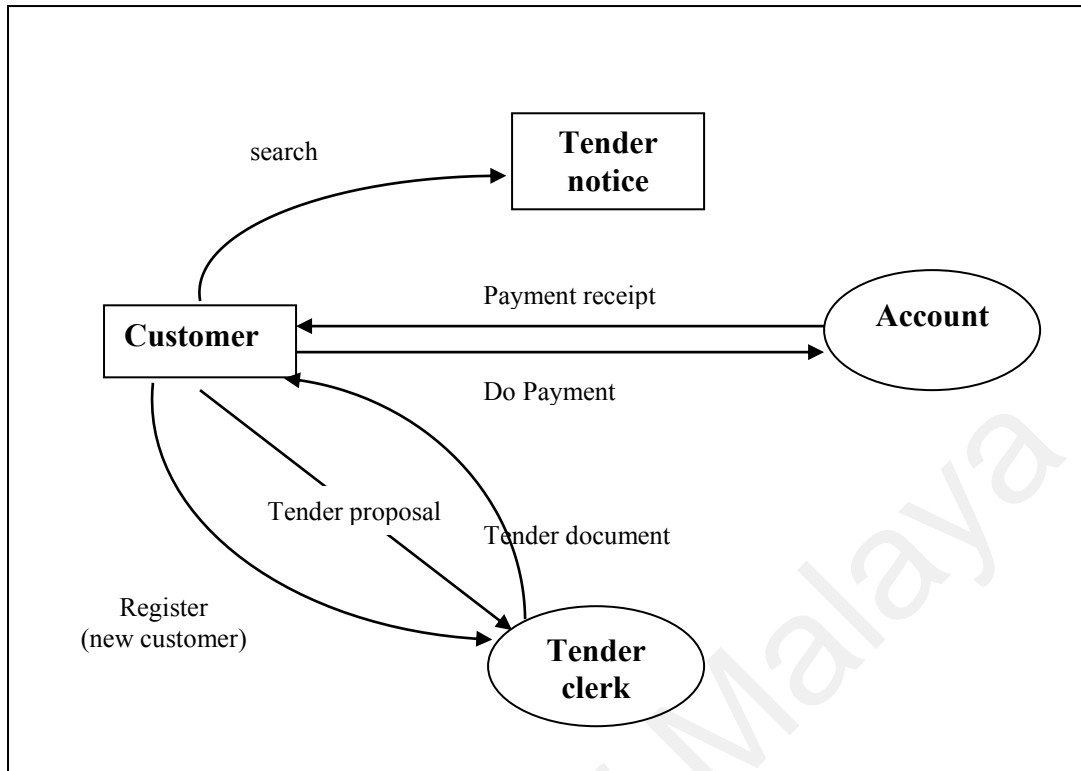 search
Tender
notice
Payment receipt
Account
Customer
Do Payment
Tender proposal
Tender document
Register
(new customer)
Tender
clerk
Malaya